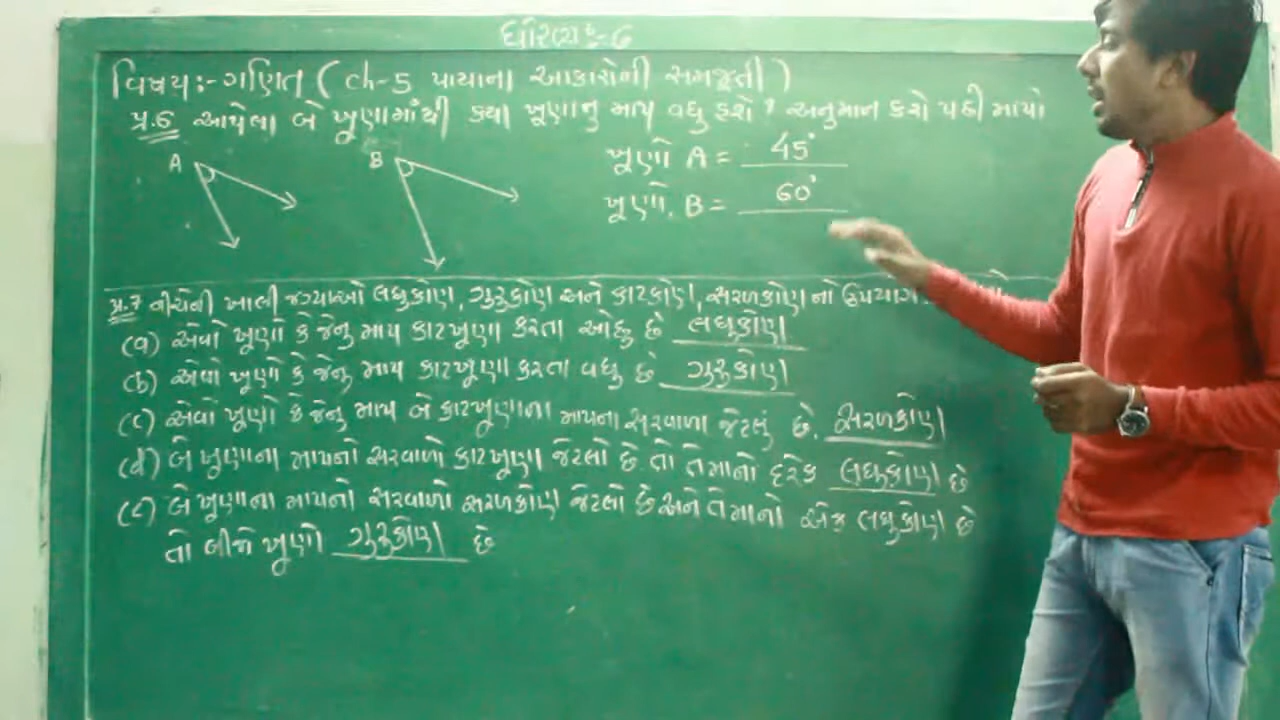 ધોરણ :- 6
વિષય:- ગણિત ( ch-5 પાયાના આકારોની સમજૂતી )
પ્ર.6 આપેલા બે ખૂણામાંથી ક્યા ખૂણાનુ માપ વધુ હશે ? અનુમાન કરો પછી માપો
A
B
ખૂણો A = 45°
ખૂણો. B = 60°
પ્ર.7 નીચેની ખાલી જગ્યાઓ લઘુકોણ, ગુરુકોણ અને કાટકોણ, સરળકોણ નો ઉપયોગ
(a) એવો ખૂણો કે જેનુ માપ કાટખૂણા કરતા ઓછુ છે લઘુકોણ
(b) એવો ખૂણો કે જેનુ માપ કાટખૂણા કરતા વધુ છે ગુરુકોણ
(c) એવો ખૂણો કે જેનુ માપ બે કાટખૂણાના માપના સરવાળા જેટલું છે. સરળકોણ
(d) બે ખૂણાના માપનો સરવાળો કાટખૂણા જેટલો છે તો તેમાનો દરેક લઘુકોણ છે
(e) બે ખૂણાના માપનો સરવાળો સરળકોણ જેટલો છે અને તેમાનો એક લઘુકોણ છે
તો બીજો ખૂણો ગુરુકોણ છે